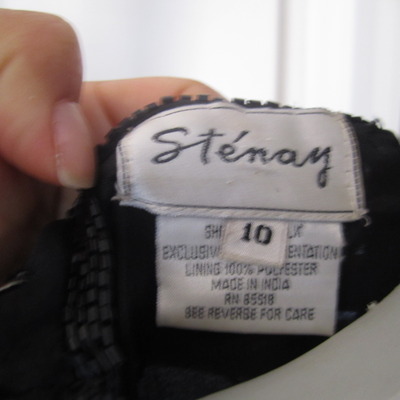 Sténay
10
LINING 100% POLYESTER
MADE IN INDIA
RN 85518
SEE REVERSE FOR CARE